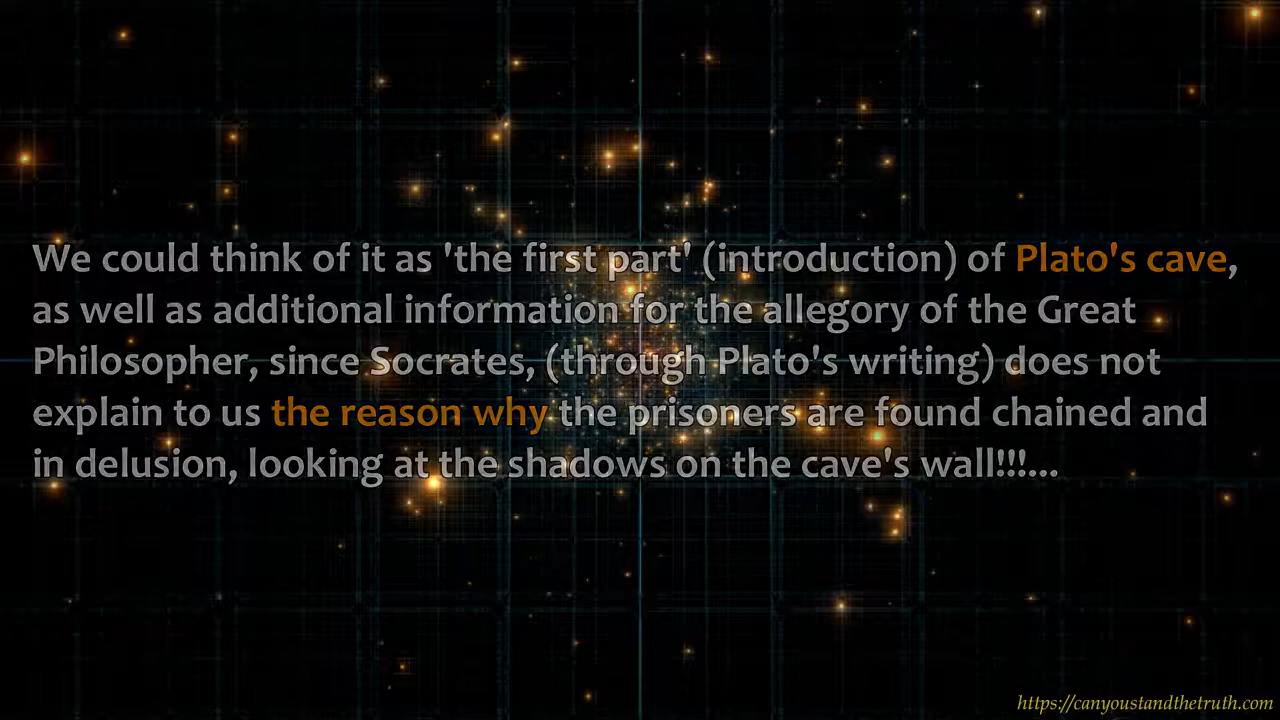 We could think of it as 'the first part' (introduction) of Plato's cave,
as well as additional information for the allegory of the Great
Philosopher, since Socrates, (through Plato's writing) does not
explain to us the reason why the prisoners are found chained and
in delusion, looking at the shadows on the cave's wall!!!...
https://canyoustandthetruth.com